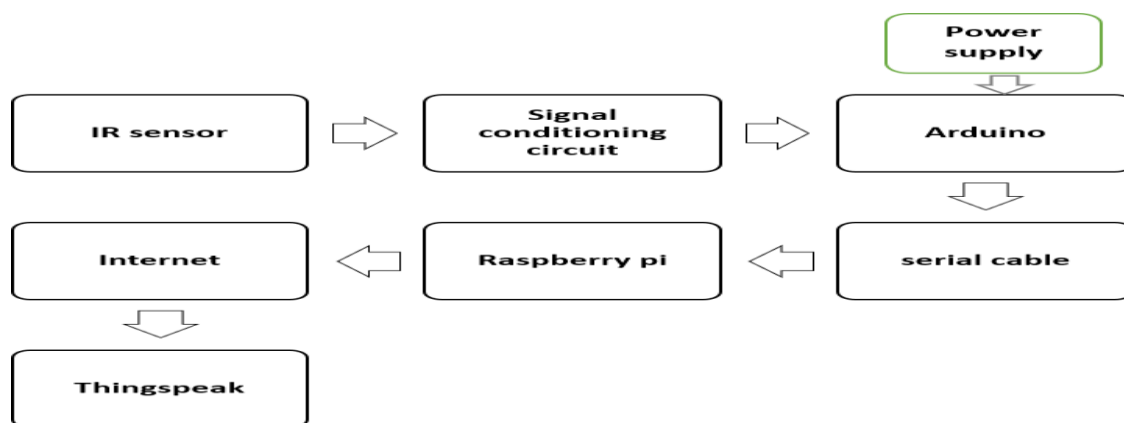 Power
supply
IR sensor
Signal
conditioning
circuit
Arduino
Internet
Raspberry pi
serial cable
Thingspeak